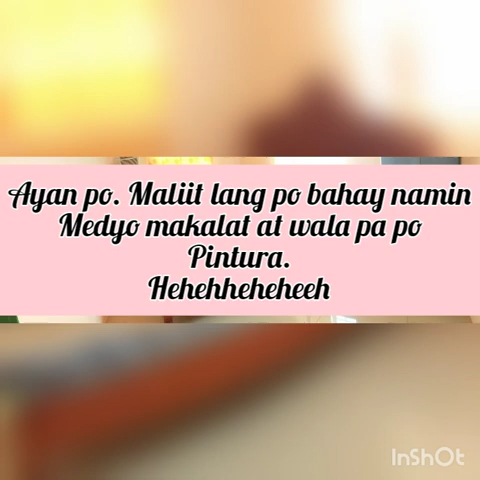 Ayan po. Maliit lang po bahay namin
Medyo makalat at wala pa po
Pintura.
Hehehheheheeh
InShOt